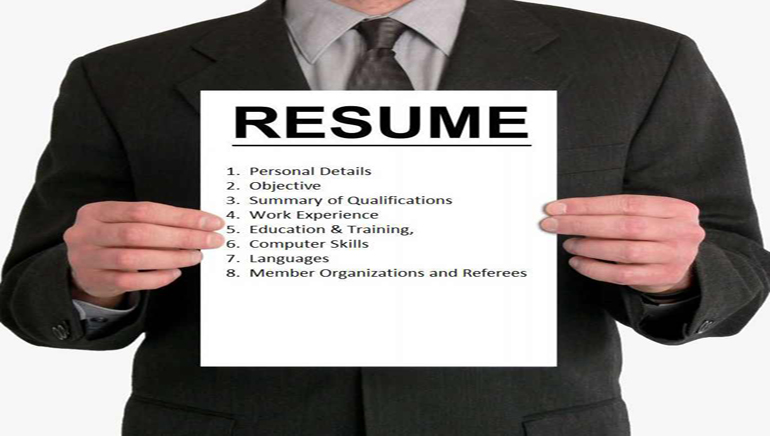 RESUME
1. Personal Details
2. Objective
3. Summary of Qualifications
4. Work Experience
5. Education & Training,
6. Computer Skills
7. Languages
8. Member Organizations and Referees